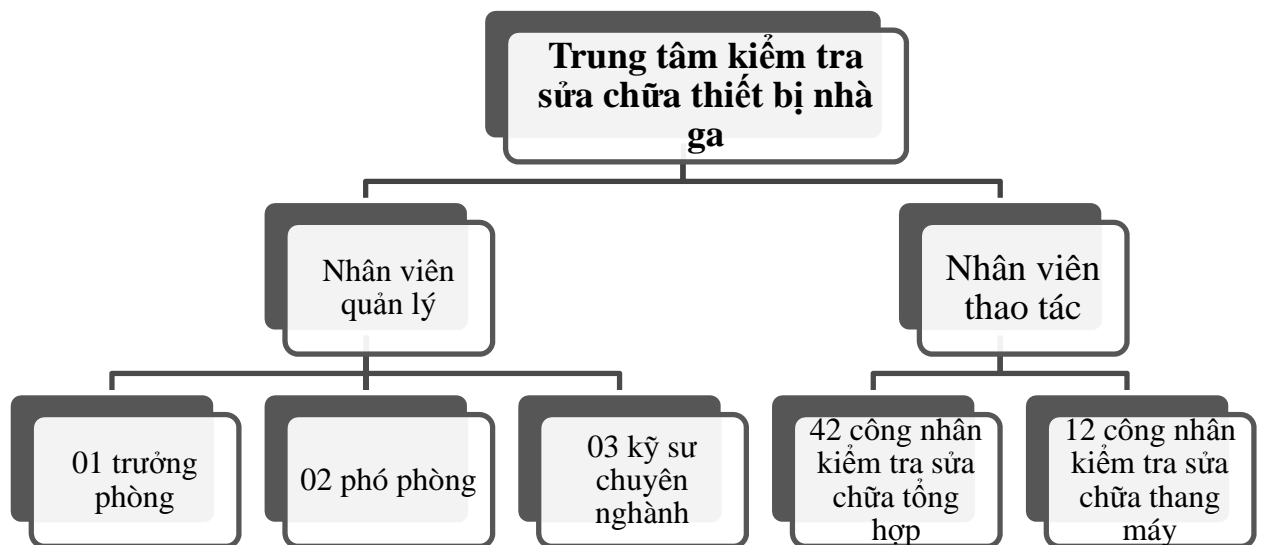 Trung tâm kiểm tra
sửa chữa thiết bị nhà
ga
Nhân viên
quản lý
Nhân viên
thao tác
01 trưởng
phòng
02 phó phòng
03 kỹ sư
chuyên
nghành
42 công nhân
kiểm tra sửa
chữa tổng
hợp
12 công nhân
kiểm tra sửa
chữa thang
máy